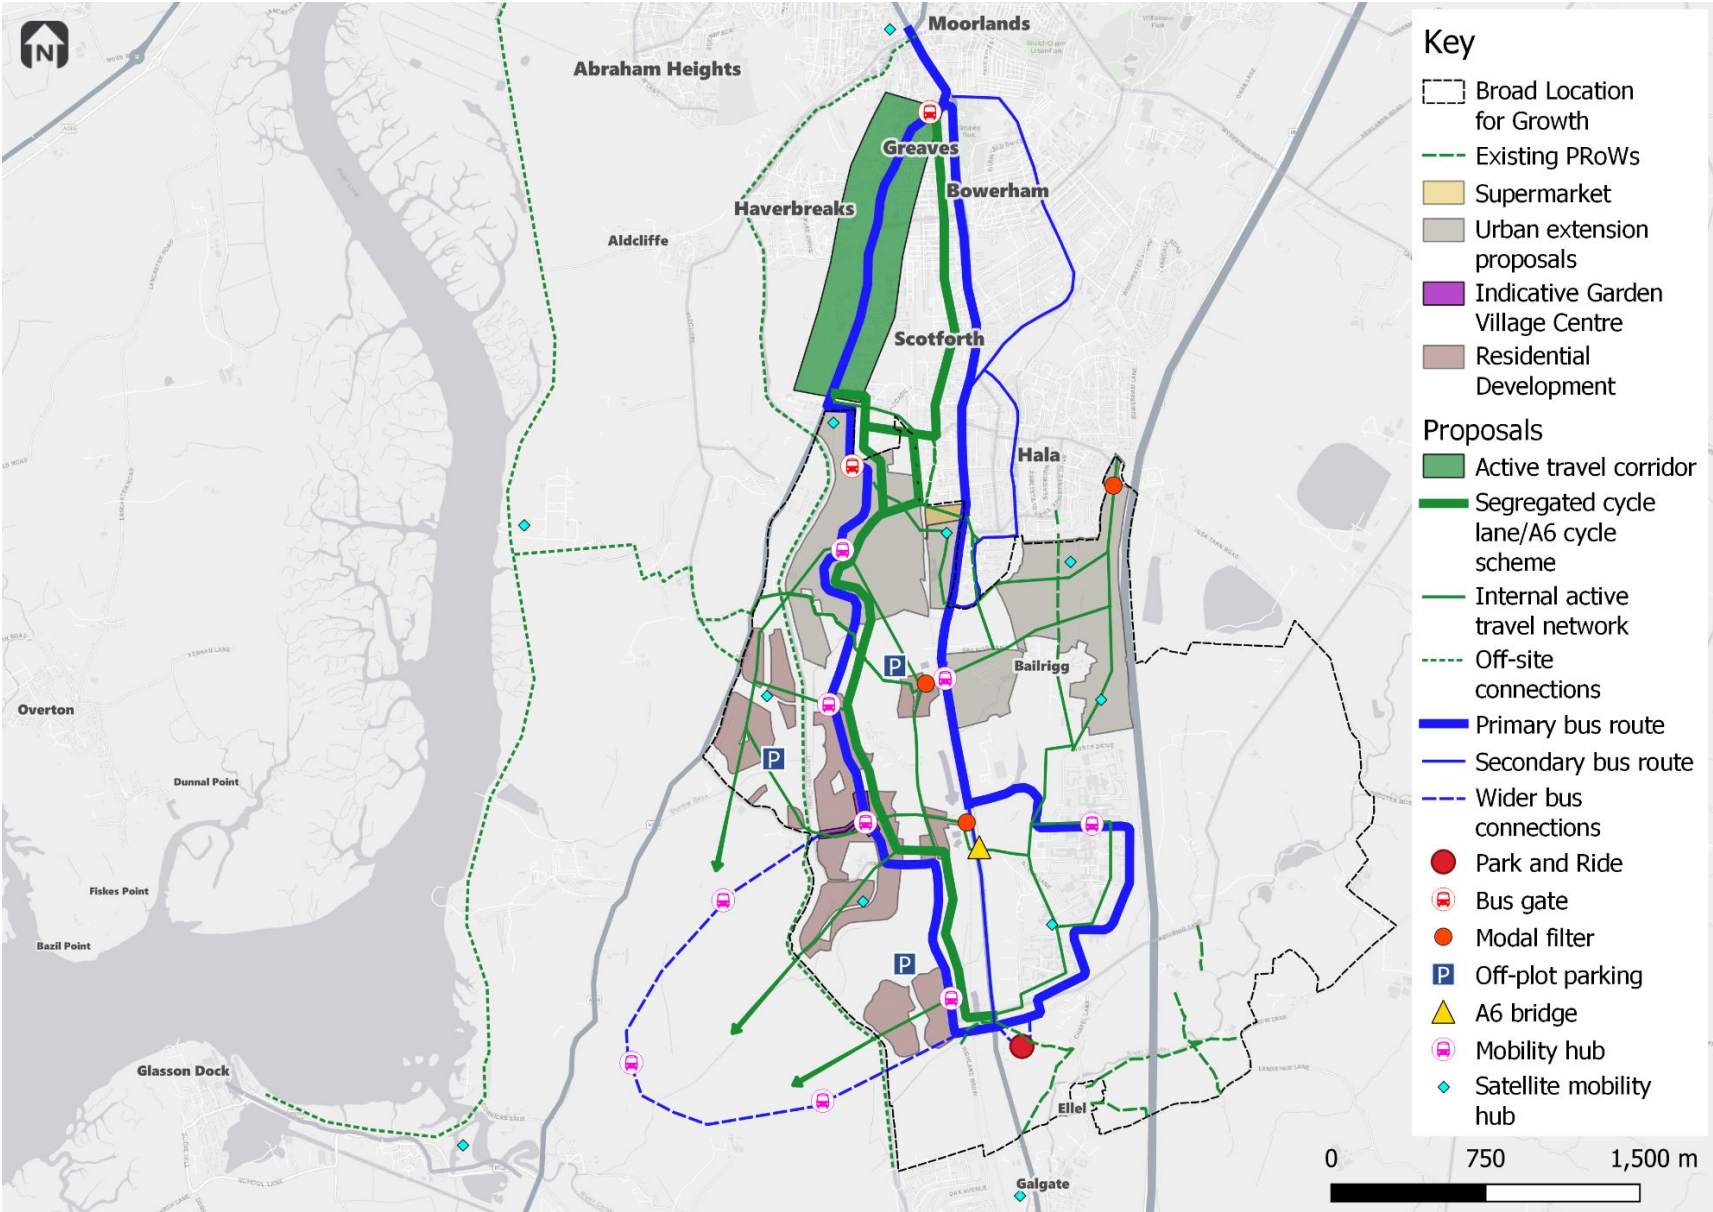 N
Moorlands
Abraham Heights
Greaves
Bowerham
Haverbreaks
Aldcliffe
Scotforth
Hala
Bailrigg
P
Overton
P
Dunnal Point
Fiskes Point
Bazil Point
P
Glasson Dock
Ellel
Galgate
Key
Broad Location
for Growth
Existing PRoWs
Supermarket
Urban extension
proposals
Indicative Garden
Village Centre
Residential
Development
Proposals
Active travel corridor
Segregated cycle
lane/A6 cycle
scheme
Internal active
travel network
Off-site
connections
Primary bus route
Secondary bus route
Wider bus
connections
Park and Ride
Bus gate
Modal filter
P Off-plot parking
A6 bridge
Mobility hub
Satellite mobility
hub
0 750 1,500 m